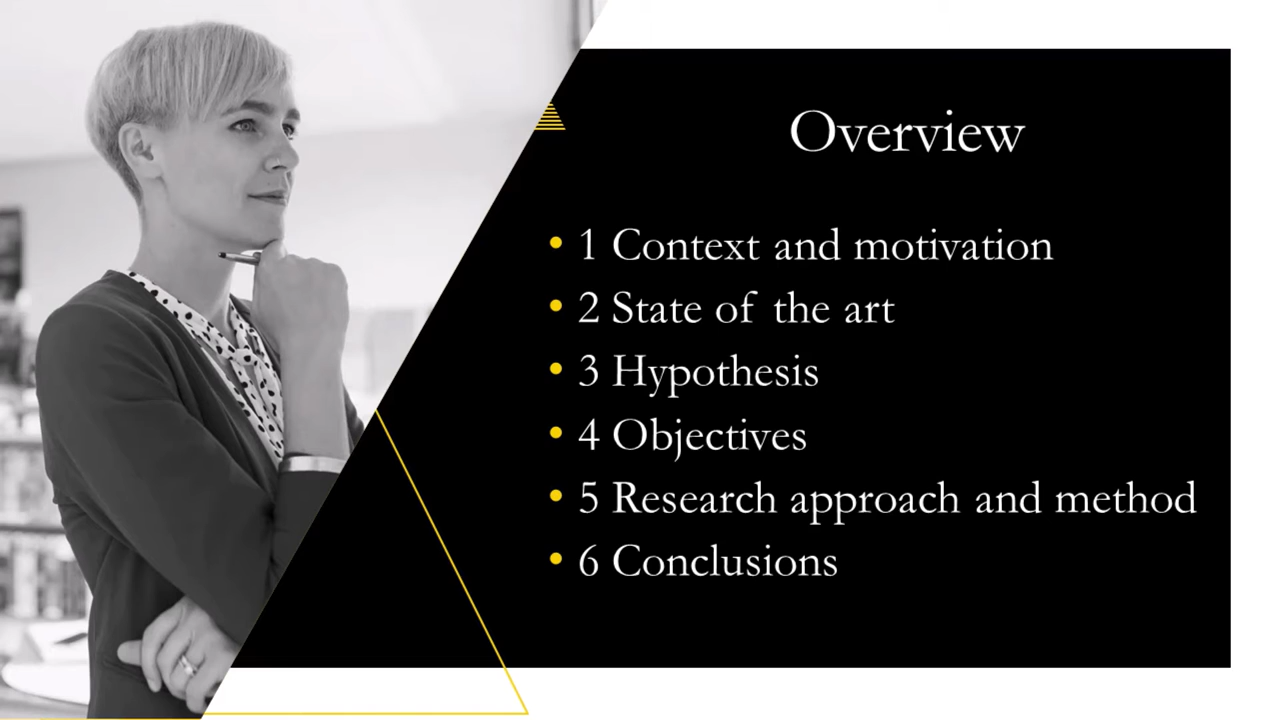 Overview
• 1 Context and motivation
• 2 State of the art
• 3 Hypothesis
• 4 Objectives
• 5 Research approach and method
• 6 Conclusions